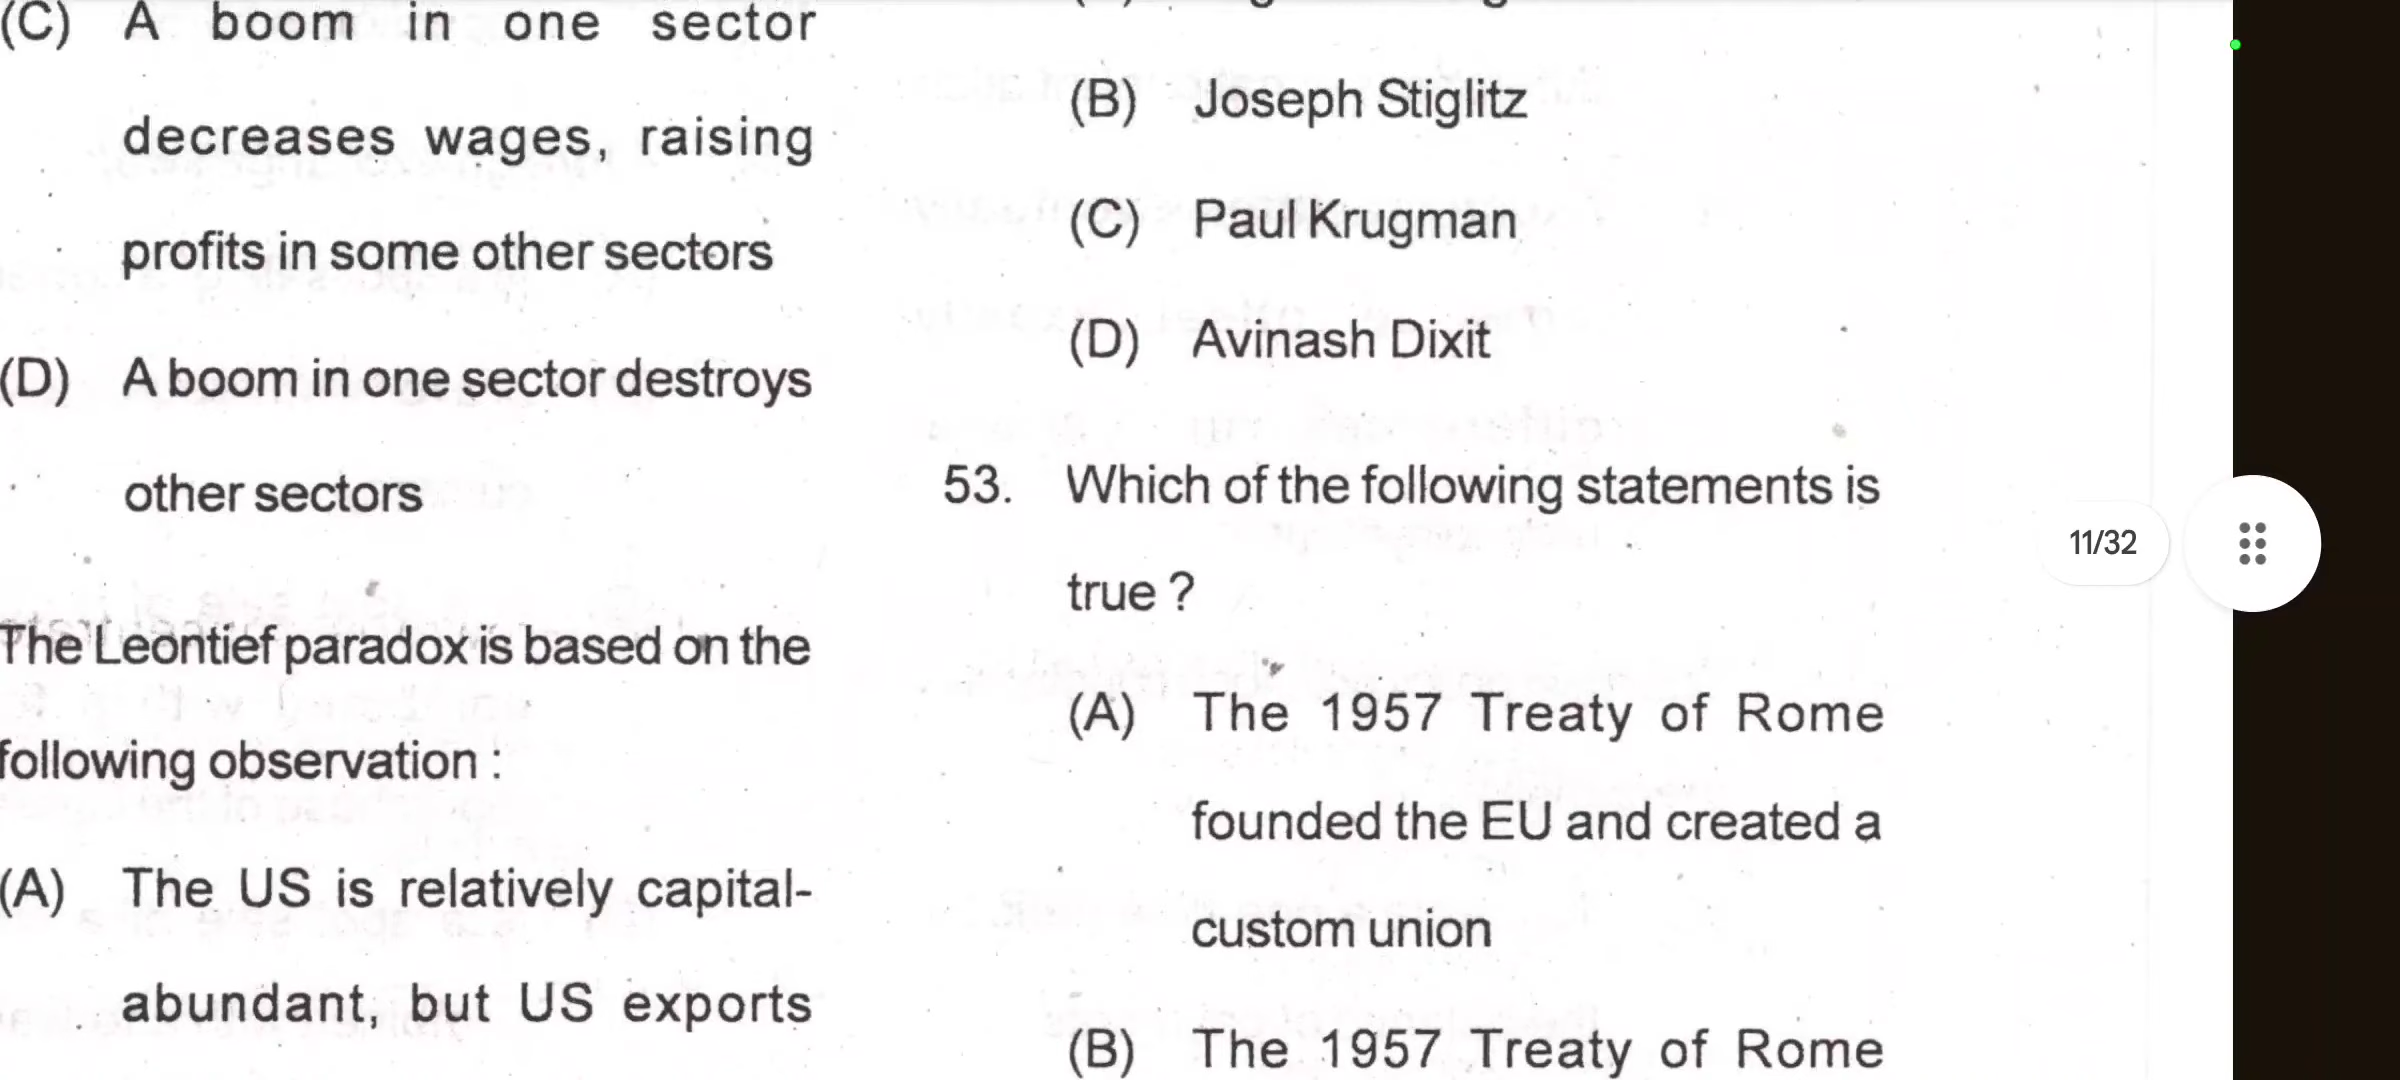 (C) A boom in one sector
decreases wages, raising
profits in some other sectors
(D) A boom in one sector destroys
other sectors
The Leontief paradox is based on the
following observation :
(A) The US is relatively capital-
abundant, but US exports
(B) Joseph Stiglitz
(C) Paul Krugman
(D) Avinash Dixit
53. Which of the following statements is
true ?
(A) The 1957 Treaty of Rome
founded the EU and created a
custom union
(B) The 1957 Treaty of Rome
11/32